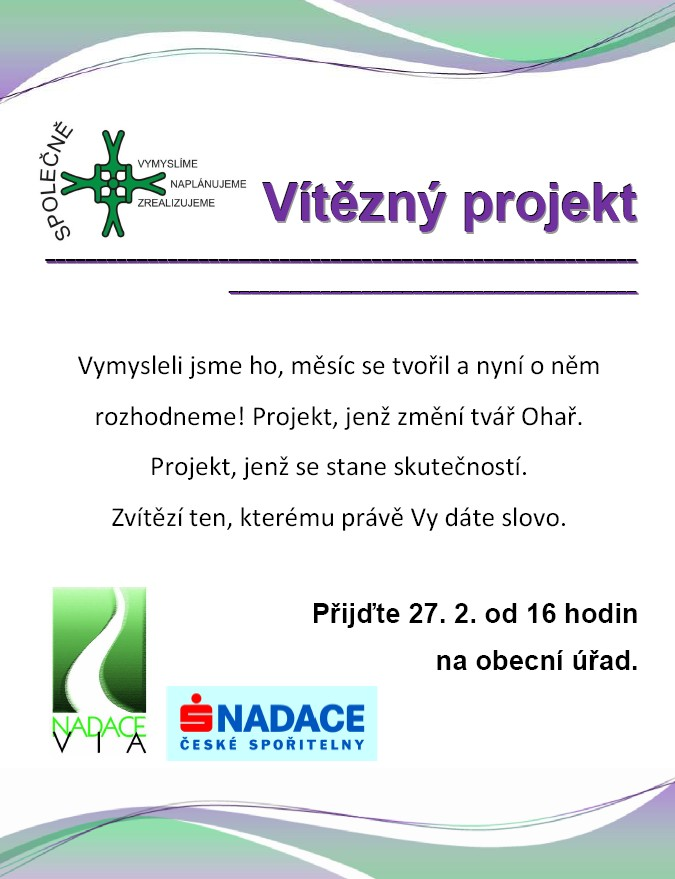 SPOLEČNĚ
VYMYSLÍME
NAPLÁNUJEME
ZREALIZUJEME
Vítězný projekt
Vymysleli jsme ho, měsíc se tvořil a nyní o něm
rozhodneme! Projekt, jenž změní tvář Ohař.
Projekt, jenž se stane skutečností.
Zvítězí ten, kterému právě Vy dáte slovo.
Přijďte 27. 2. od 16 hodin
na obecní úřad.
NADACE
VIA
NADACE
ČESKÉ SPOŘITELNY